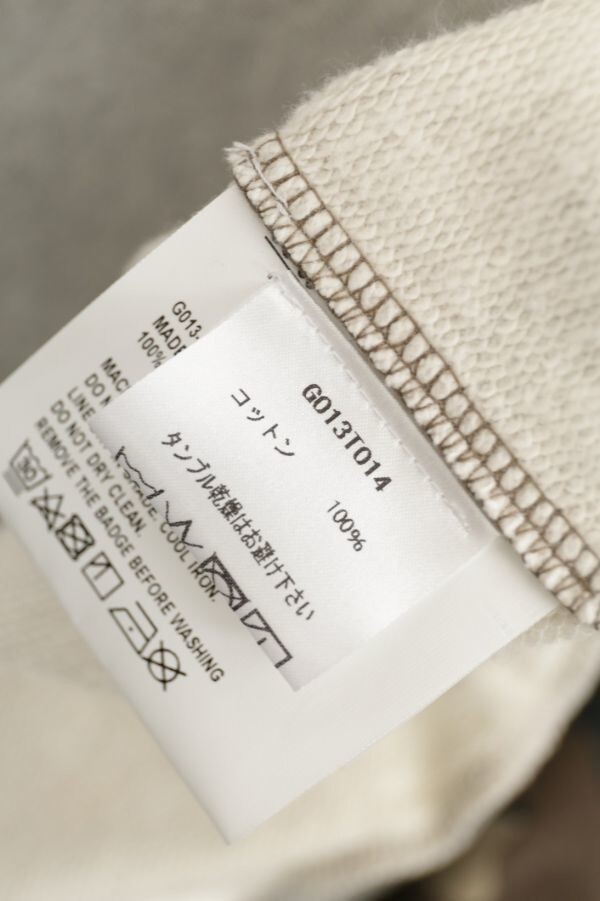 G013T014
コットン 100%
タンブル乾燥はお避け下さい
G013
MADE
100%
DO
LINE
DO NOT DRY CLEAN.
COOL IRON.
REMOVE THE BADGE BEFORE WASHING
30